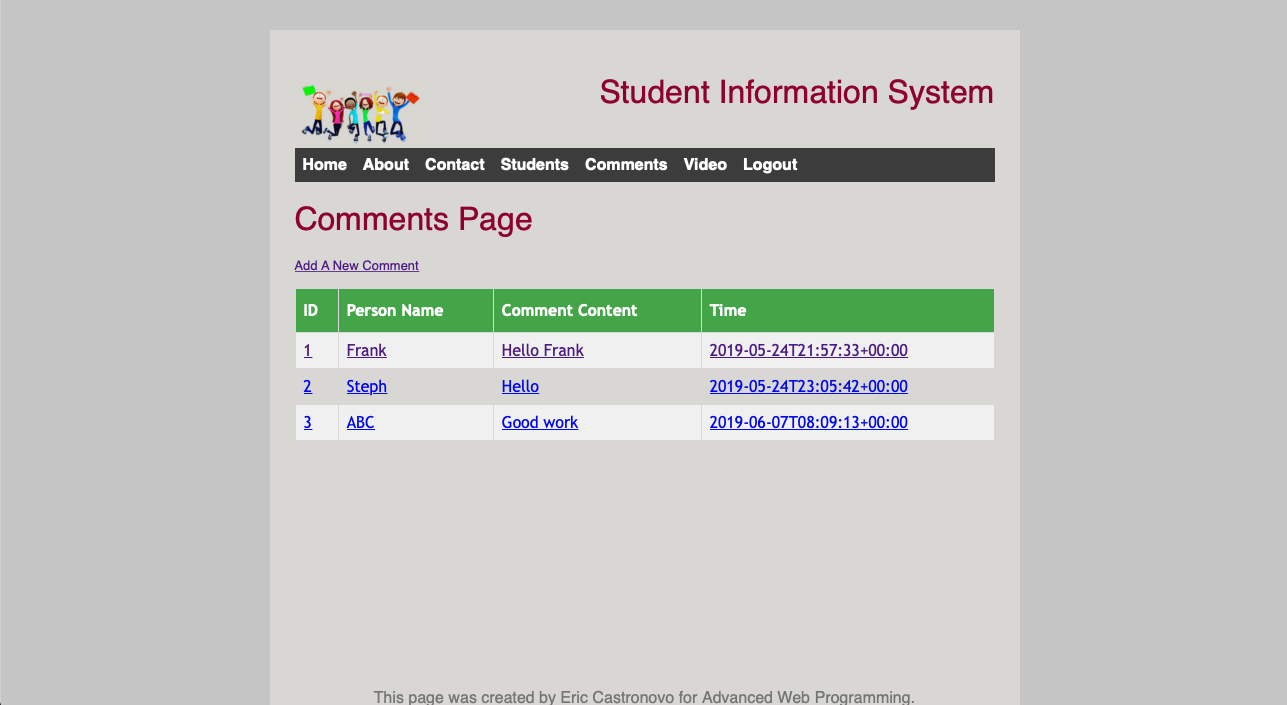 Student Information System
Home About Contact Students Comments Video Logout
Comments Page
Add A New Comment
ID Person Name Comment Content Time
1 Frank Hello Frank 2019-05-24T21:57:33+00:00
2 Steph Hello 2019-05-24T23:05:42+00:00
3 ABC Good work 2019-06-07T08:09:13+00:00
This page was created by Eric Castronovo for Advanced Web Programming.